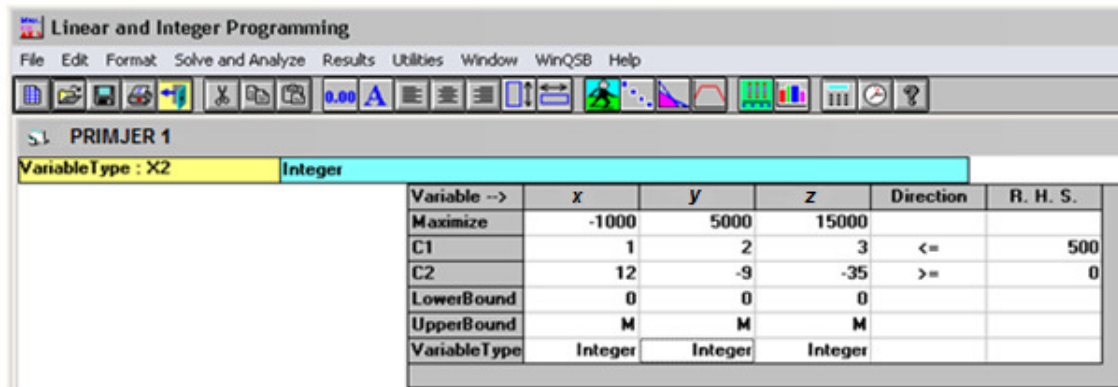 Linear and Integer Programming
File Edit Format Solve and Analyze Results Utilities Window WinQSB Help
0.00 A ?
PRIMJER 1
VariableType : X2 Integer
Variable --> x y z Direction R. H. S.
Maximize -1000 5000 15000
C1 1 2 3 <= 500
C2 12 -9 -35 >= 0
LowerBound 0 0 0
UpperBound M M M
VariableType Integer Integer Integer